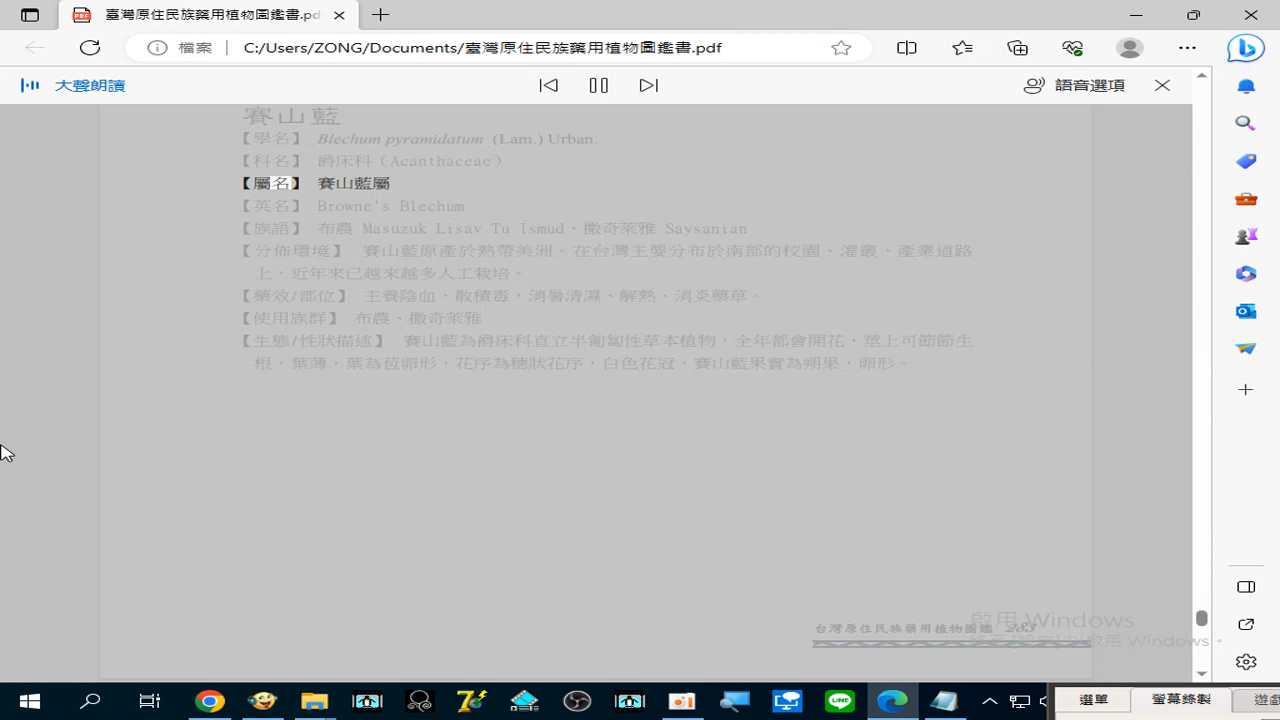 臺灣原住民族藥用植物圖鑑書.pd
檔案
C:/Users/ZONG/Documents/臺灣原住民族藥用植物圖鑑書.pdf
大聲朗讀
語音選項
賽山藍
【學名】 Blechum pyramidatum (Lam.) Urban.
【科名】 爵床科（Acanthaceae）
【屬名】 賽山藍屬
【英名】 Browne's Blechum
【族語】 布農 Masuzuk Lisav Tu Ismud、撒奇萊雅 Saysanian
【分佈環境】 賽山藍原產於熱帶美洲。在台灣主要分布於南部的校園、灌叢、產業道路
上，近年來已越來越多人工栽培。
【藥效/部位】 主養陰血，散積毒，消暑清濕、解熱、消炎藥草。
【使用族群】 布農、撒奇萊雅
【生態/性狀描述】 賽山藍為爵床科直立半匍匐性草本植物，全年都會開花，莖上可節節生
根，葉薄，葉為苞卵形，花序為穗狀花序，白色花冠，賽山藍果實為朔果，卵形。
台灣原住民族藥用植物圖鑑 283
啟用 Windows
啟用 Windows。
選單
螢幕錄製
遊戲